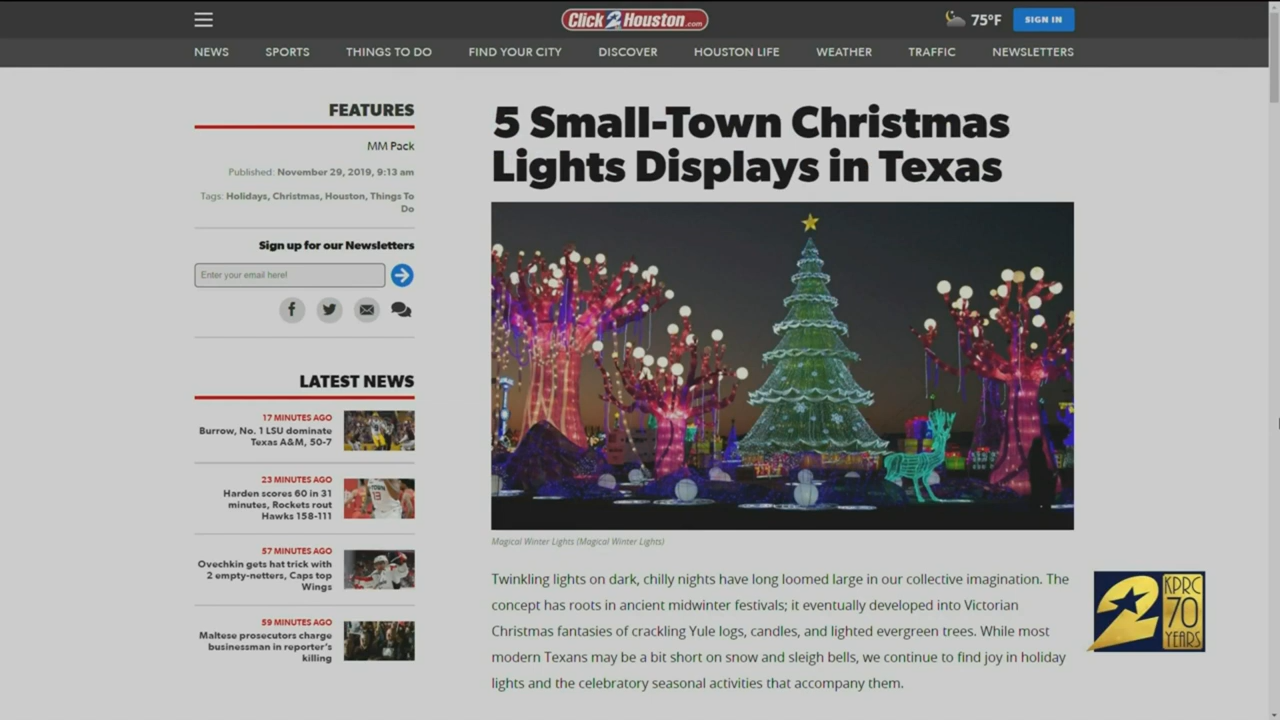 Click 2 Houston.com
75°F
SIGN IN
NEWS SPORTS THINGS TO DO FIND YOUR CITY DISCOVER HOUSTON LIFE WEATHER TRAFFIC NEWSLETTERS
FEATURES
MM Pack
Published: November 29, 2019, 9:13 am
Tags: Holidays, Christmas, Houston, Things To
Do
Sign up for our Newsletters
Enter your email here!
LATEST NEWS
17 MINUTES AGO
Burrow, No. 1 LSU dominate
Texas A&M, 50-7
23 MINUTES AGO
Harden scores 60 in 31
minutes, Rockets rout
Hawks 158-111
57 MINUTES AGO
Ovechkin gets hat trick with
2 empty-netters, Caps top
Wings
59 MINUTES AGO
Maltese prosecutors charge
businessman in reporter's
killing
5 Small-Town Christmas
Lights Displays in Texas
Magical Winter Lights (Magical Winter Lights)
Twinkling lights on dark, chilly nights have long loomed large in our collective imagination. The
concept has roots in ancient midwinter festivals; it eventually developed into Victorian
Christmas fantasies of crackling Yule logs, candles, and lighted evergreen trees. While most
modern Texans may be a bit short on snow and sleigh bells, we continue to find joy in holiday
lights and the celebratory seasonal activities that accompany them.
2
KPRC
70
YEARS